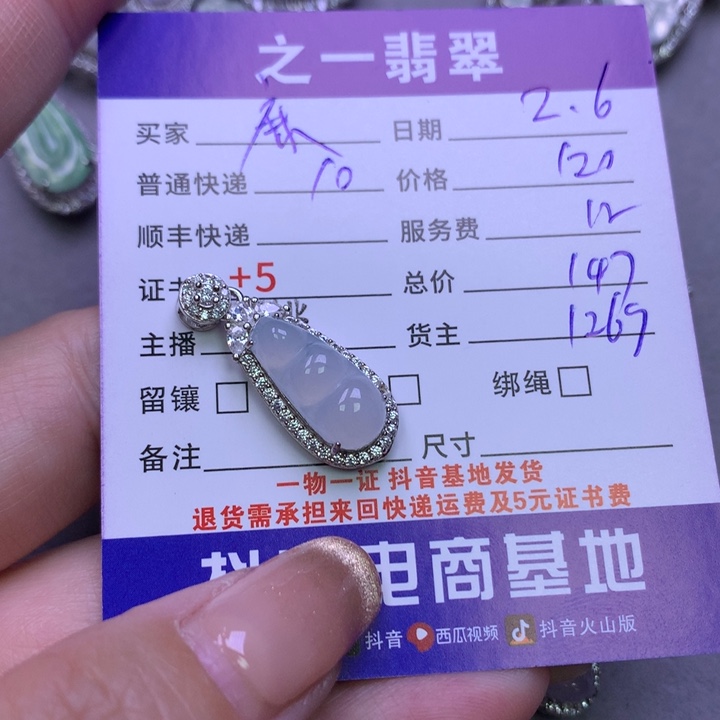 之一翡翠
买家 日期 2.6
普通快递 10 价格 120
顺丰快递 服务费 12
证书 +5 总价 147
主播 货主 1269
留镶 绑绳
备注 尺寸
一物一证 抖音基地发货
退货需承担来回快递运费及5元证书费
抖音电商基地
抖音 西瓜视频 抖音火山版